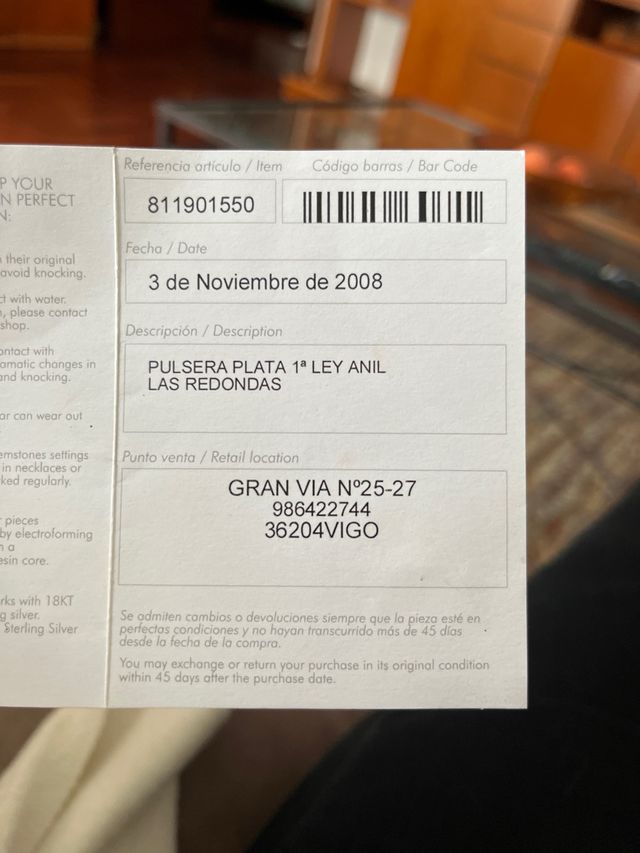 P YOUR
N PERFECT
N:
their original
avoid knocking.
ct with water.
, please contact
shop.
ontact with
amatic changes in
and knocking.
ar can wear out
.
emstones settings
in necklaces or
ked regularly.
pieces
by electroforming
a
esin core.
rks with 18KT
g silver.
Sterling Silver
Referencia artículo / Item
Código barras / Bar Code
811901550
Fecha / Date
3 de Noviembre de 2008
Descripción / Description
PULSERA PLATA 1ª LEY ANIL
LAS REDONDAS
Punto venta / Retail location
GRAN VIA Nº25-27
986422744
36204VIGO
Se admiten cambios o devoluciones siempre que la pieza esté en
perfectas condiciones y no hayan transcurrido más de 45 días
desde la fecha de la compra.
You may exchange or return your purchase in its original condition
within 45 days after the purchase date.